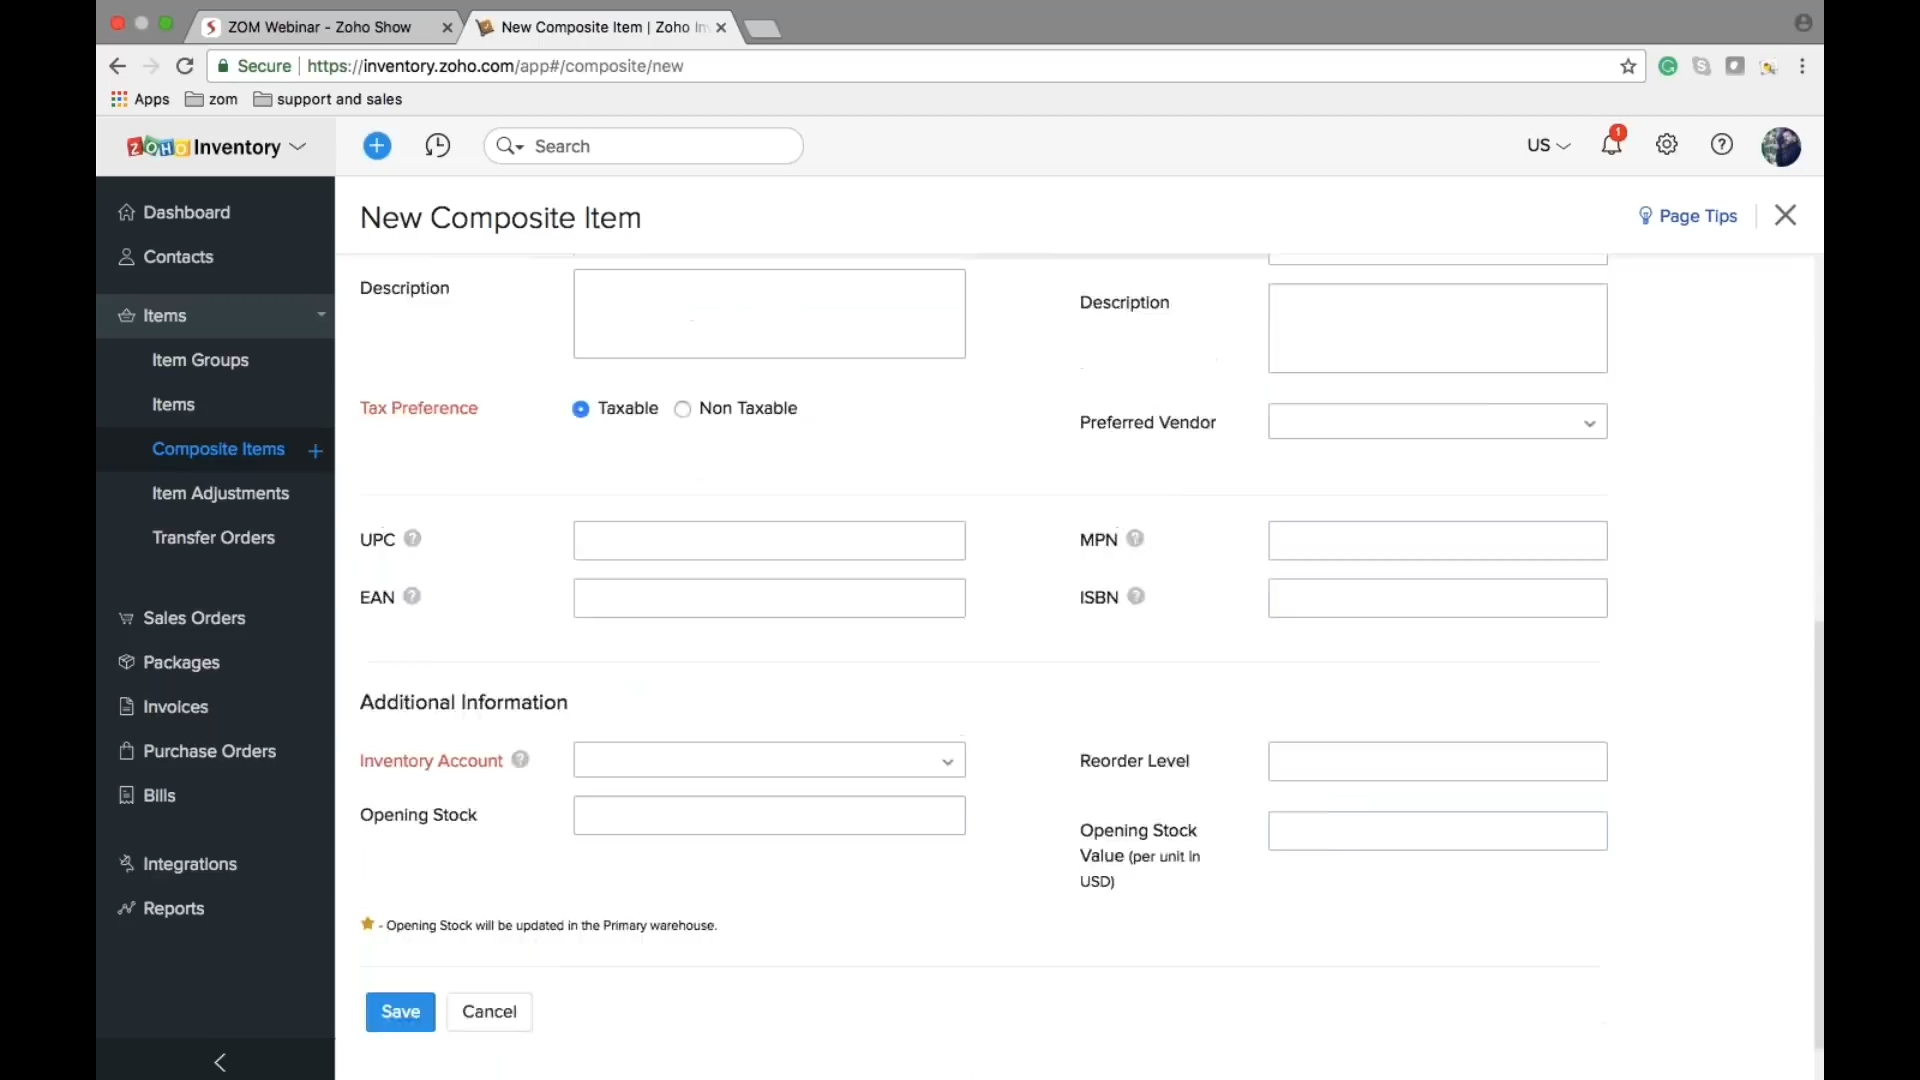 ZOM Webinar - Zoho Show
New Composite Item | Zoho In
Secure
https://inventory.zoho.com/app#/composite/new
Apps
zom
support and sales
ZOHO Inventory
Search
US
1
Dashboard
Contacts
Items
Item Groups
Items
Composite Items
Item Adjustments
Transfer Orders
Sales Orders
Packages
Invoices
Purchase Orders
Bills
Integrations
Reports
New Composite Item
Page Tips
Description
Description
Tax Preference
Taxable
Non Taxable
Preferred Vendor
UPC
MPN
EAN
ISBN
Additional Information
Inventory Account
Reorder Level
Opening Stock
Opening Stock
Value (per unit in
USD)
- Opening Stock will be updated in the Primary warehouse.
Save
Cancel